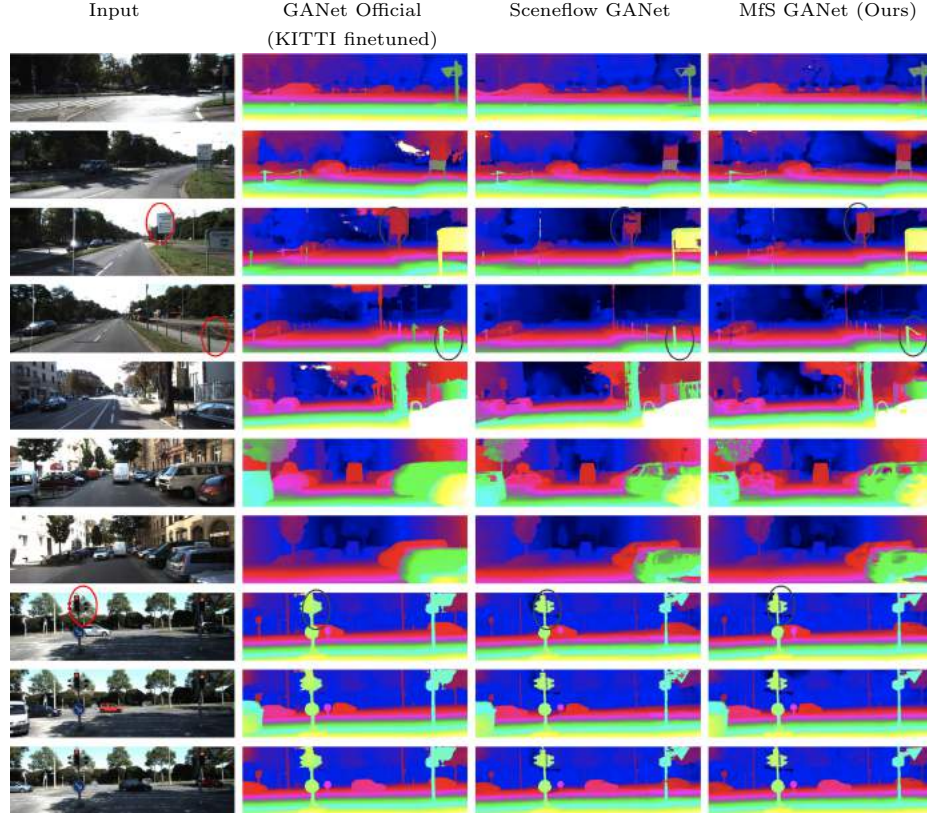 Input GANet Official Sceneflow GANet MfS GANet (Ours)
(KITTI finetuned)